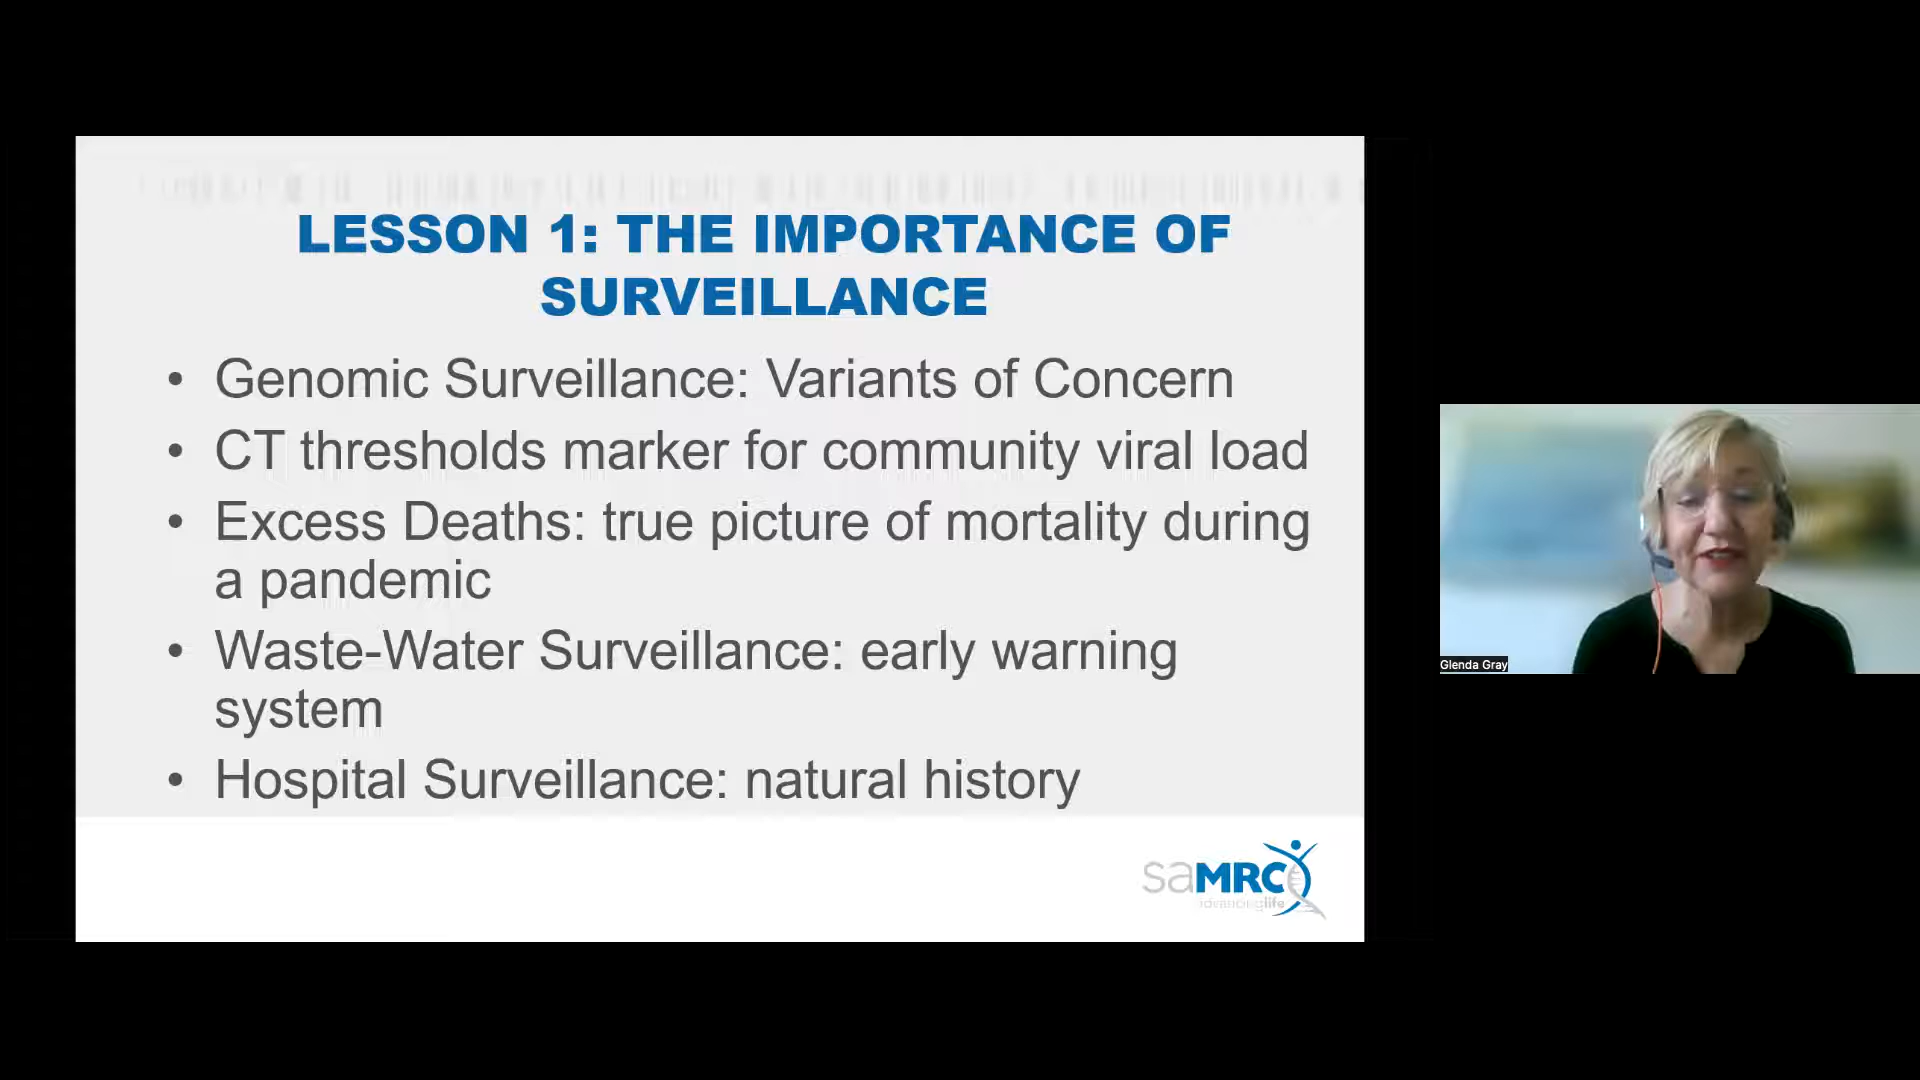 LESSON 1: THE IMPORTANCE OF
SURVEILLANCE
• Genomic Surveillance: Variants of Concern
• CT thresholds marker for community viral load
• Excess Deaths: true picture of mortality during
a pandemic
• Waste-Water Surveillance: early warning
system
• Hospital Surveillance: natural history
saMRC
advancinglife
Glenda Gray